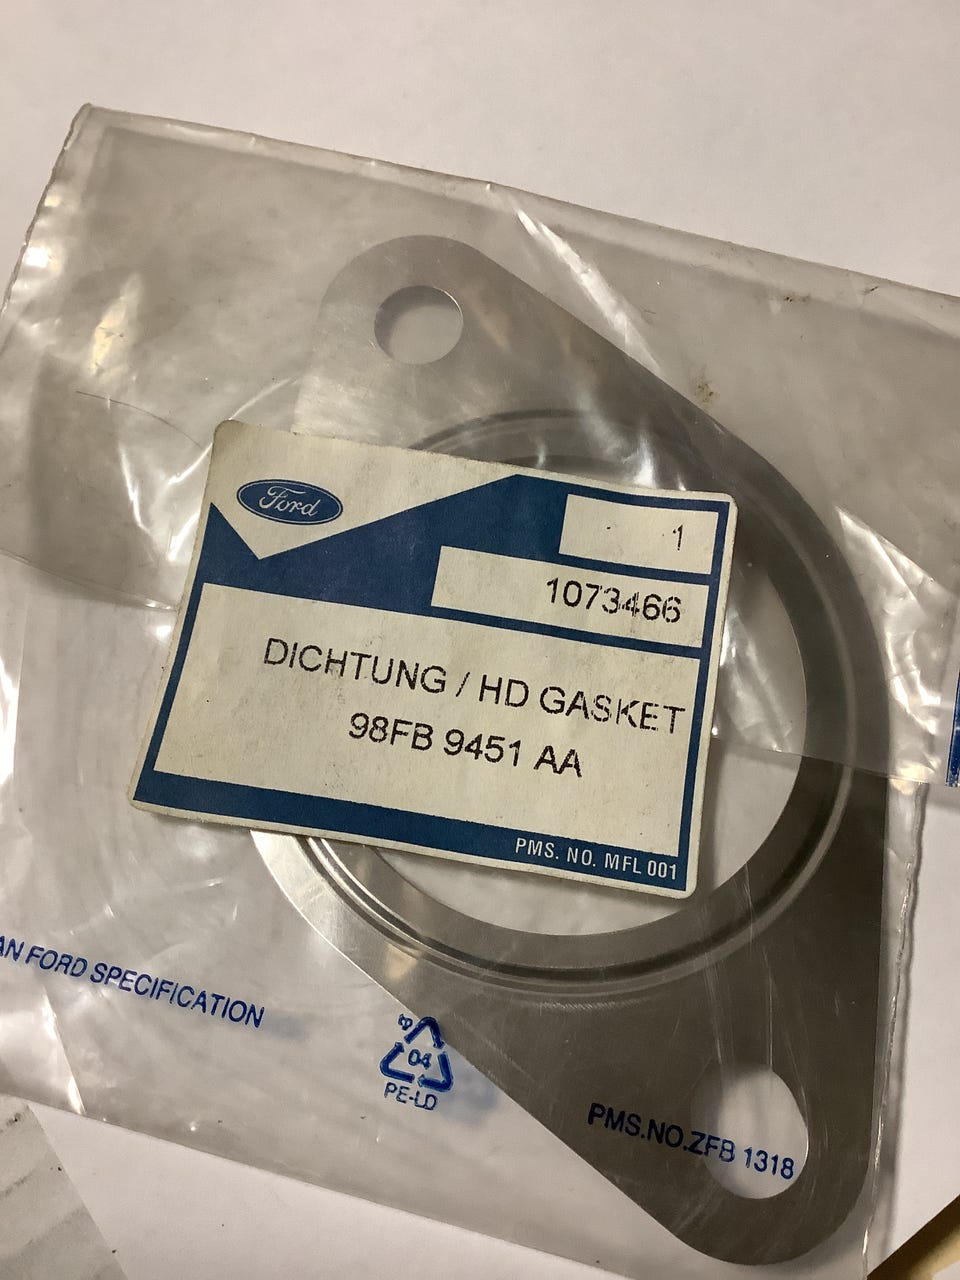 Ford
1
1073466
DICHTUNG / HD GASKET
98FB 9451 AA
PMS. NO. MFL 001
FORD SPECIFICATION
04
PE-LD
PMS.NO.ZFB 1318